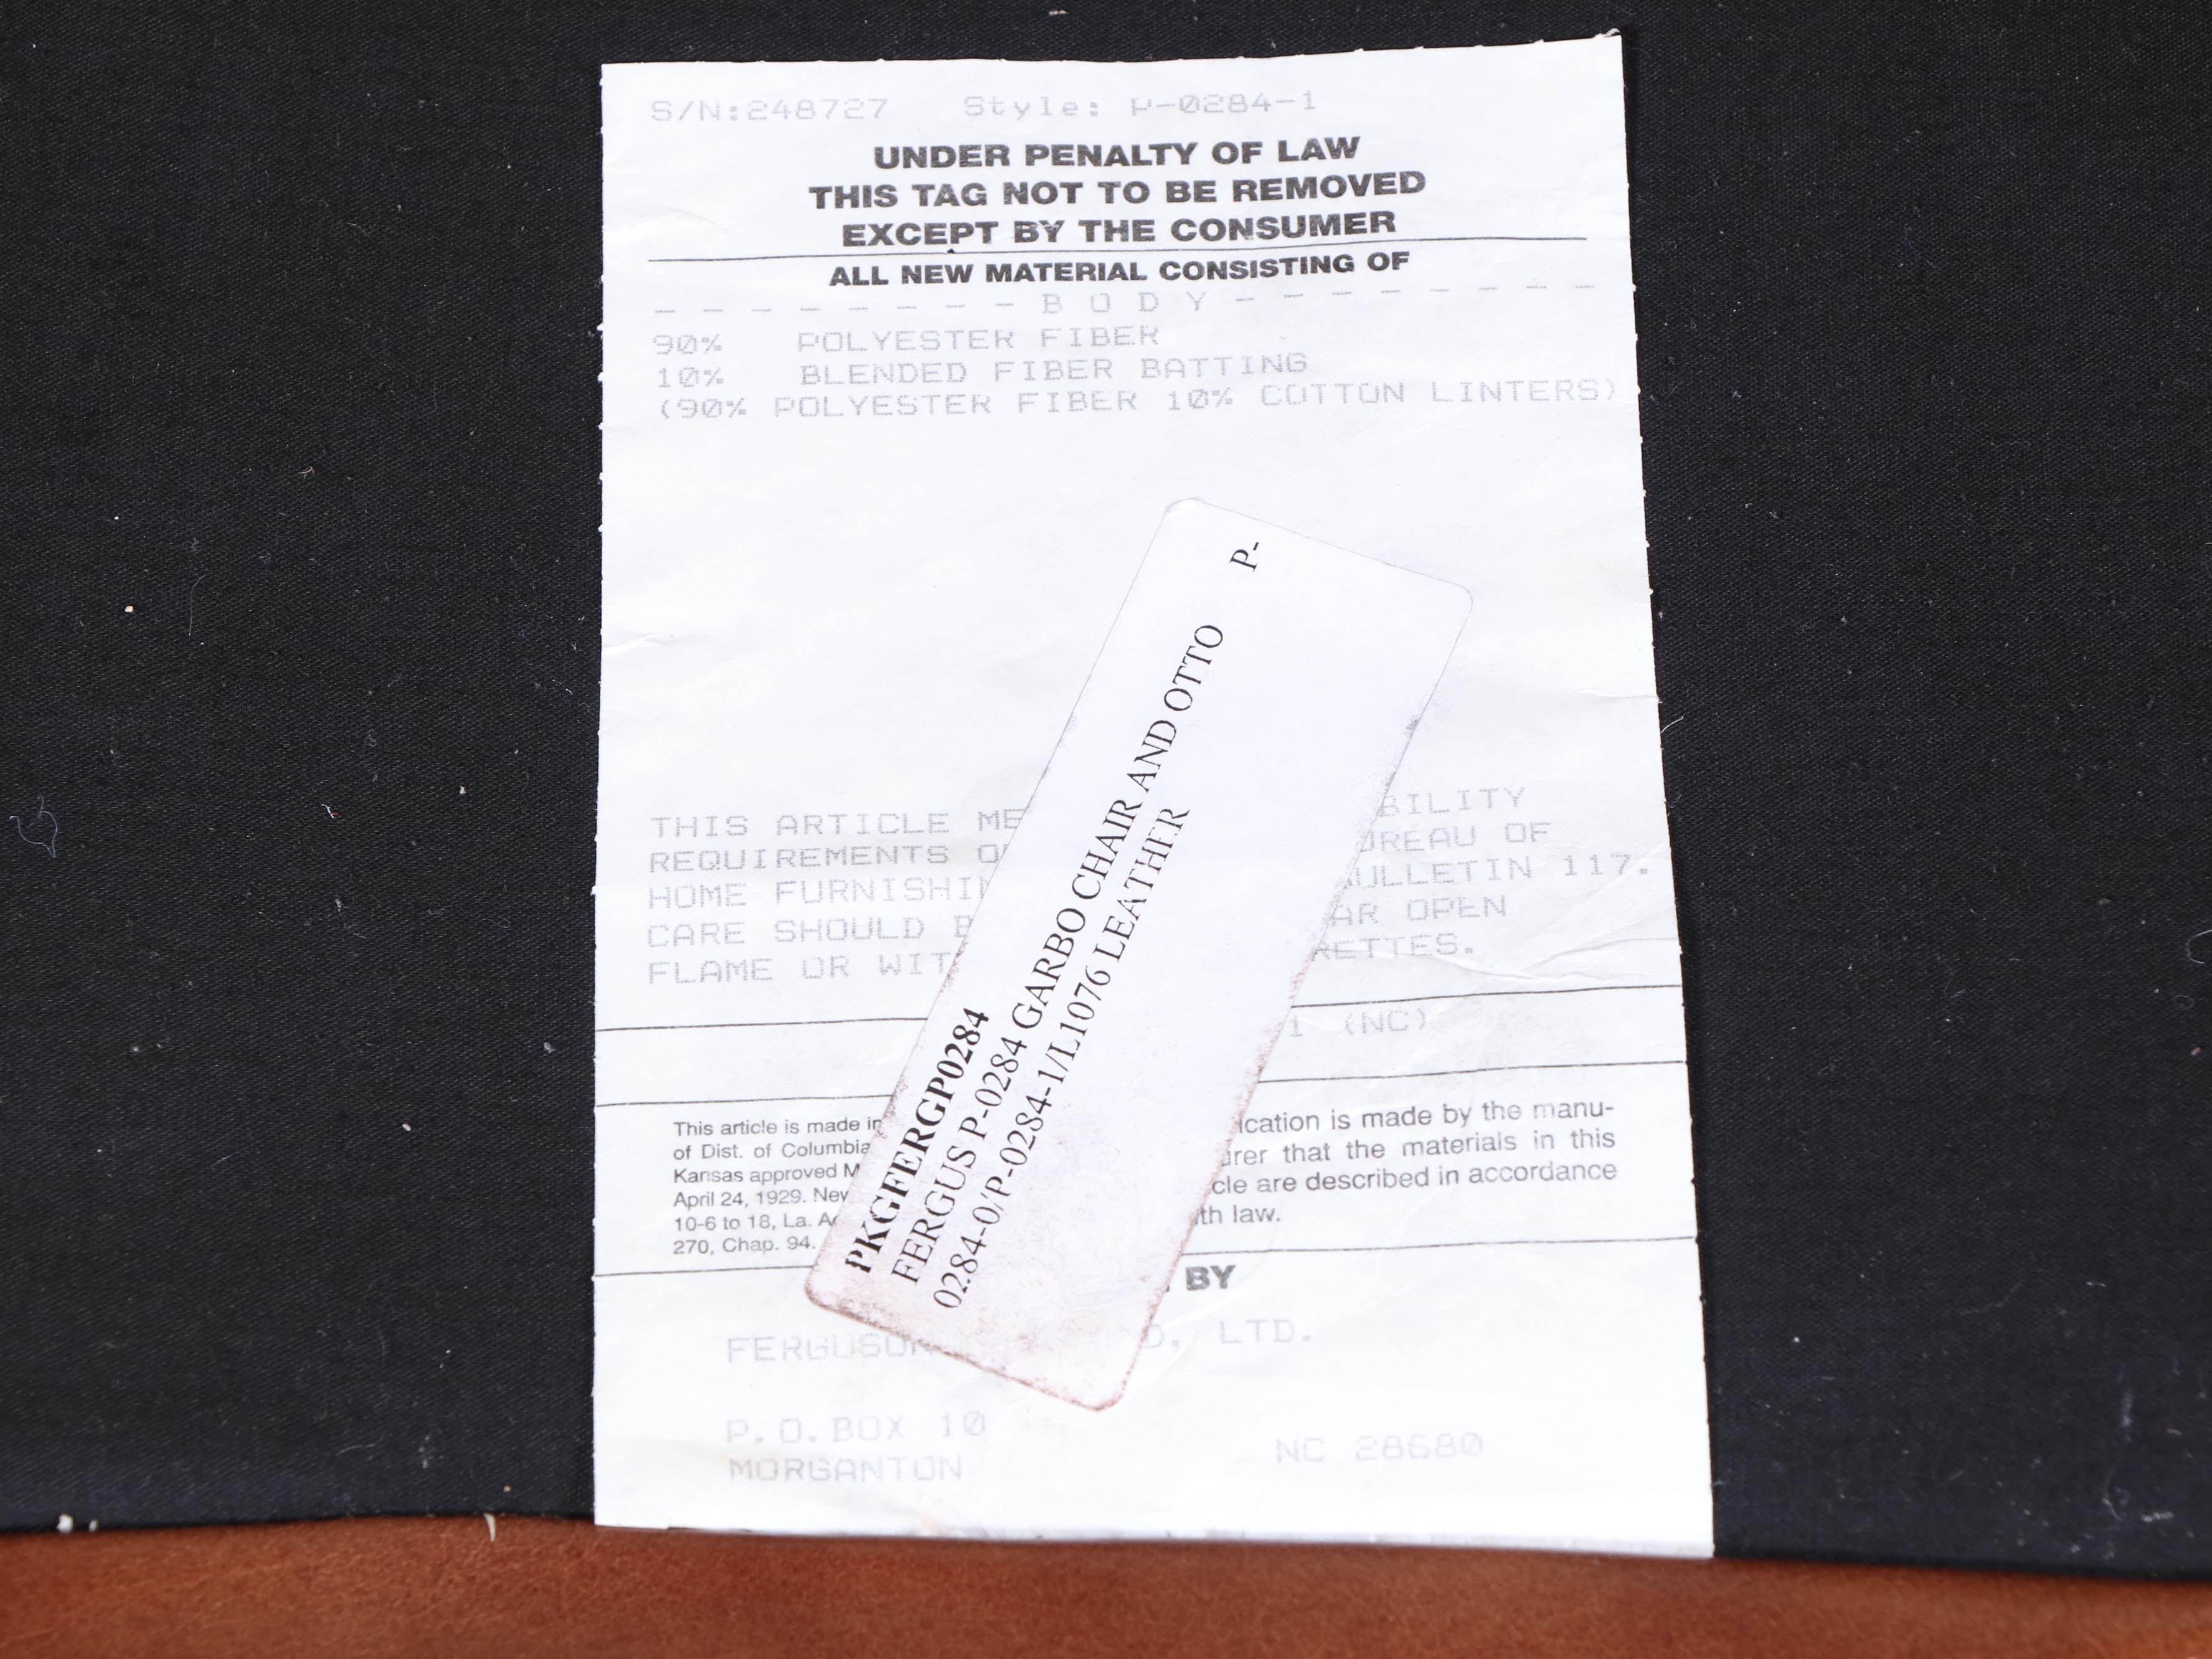 S/N:248727 Style: P-0284-1
UNDER PENALTY OF LAW
THIS TAG NOT TO BE REMOVED
EXCEPT BY THE CONSUMER
ALL NEW MATERIAL CONSISTING OF
- - - - - - - - B O D Y - - - - - - - -
90% POLYESTER FIBER
10% BLENDED FIBER BATTING
(90% POLYESTER FIBER 10% COTTON LINTERS)
THIS ARTICLE ME BILITY
REQUIREMENTS O UREAU OF
HOME FURNISHIN ULLETIN 117.
CARE SHOULD B AR OPEN
FLAME OR WIT RETTES.
1 (NC)
This article is made in
of Dist. of Columbia
Kansas approved M
April 24, 1929. New
10-6 to 18, La. Ac
270, Chap. 94.
ication is made by the manu-
urer that the materials in this
cle are described in accordance
th law.
BY
FERGUSON O, LTD.
P.O.BOX 10
MORGANTON NC 28680
PKGFERGP0284
FERGUS P-0284 GARBO CHAIR AND OTTO P-
0284-0/P-0284-1/L1076 LEATHER